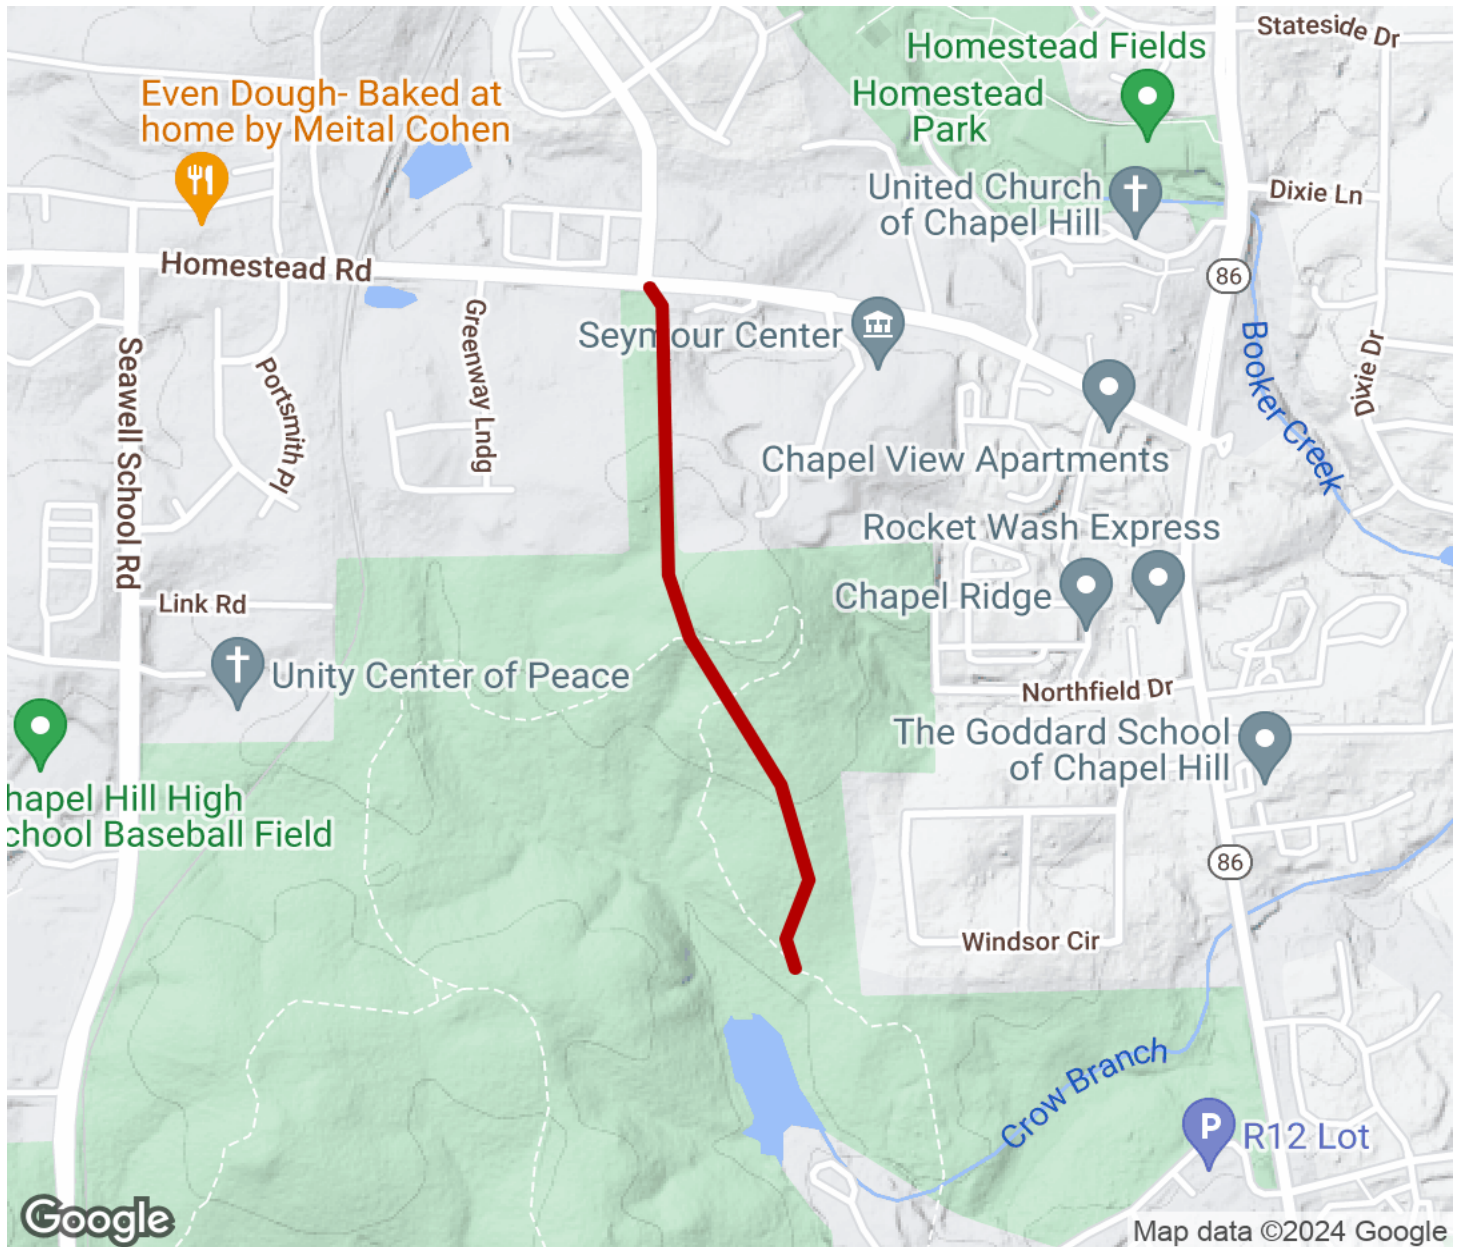 Stateside Dr
Homestead Fields
Even Dough- Baked at
home by Meital Cohen
Homestead
Park
United Church
of Chapel Hill
Dixie Ln
Homestead Rd
86
Seymour Center
Greenway Lndg
Seawell School Rd
Portsmith Pl
Booker Creek
Dixie Dr
Chapel View Apartments
Rocket Wash Express
Chapel Ridge
Link Rd
Unity Center of Peace
Northfield Dr
The Goddard School
of Chapel Hill
hapel Hill High
chool Baseball Field
86
Windsor Cir
Crow Branch
P
R12 Lot
Google
Map data ©2024 Google